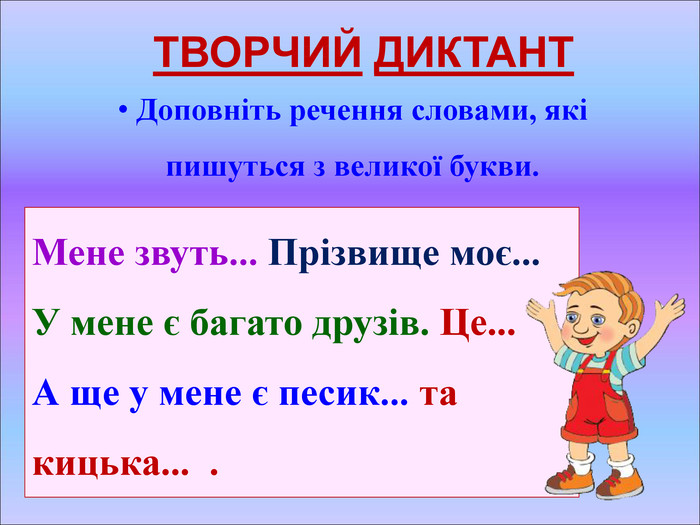 ТВОРЧИЙ ДИКТАНТ
• Доповніть речення словами, які
пишуться з великої букви.
Мене звуть... Прізвище моє...
У мене є багато друзів. Це...
А ще у мене є песик... та
кицька... .